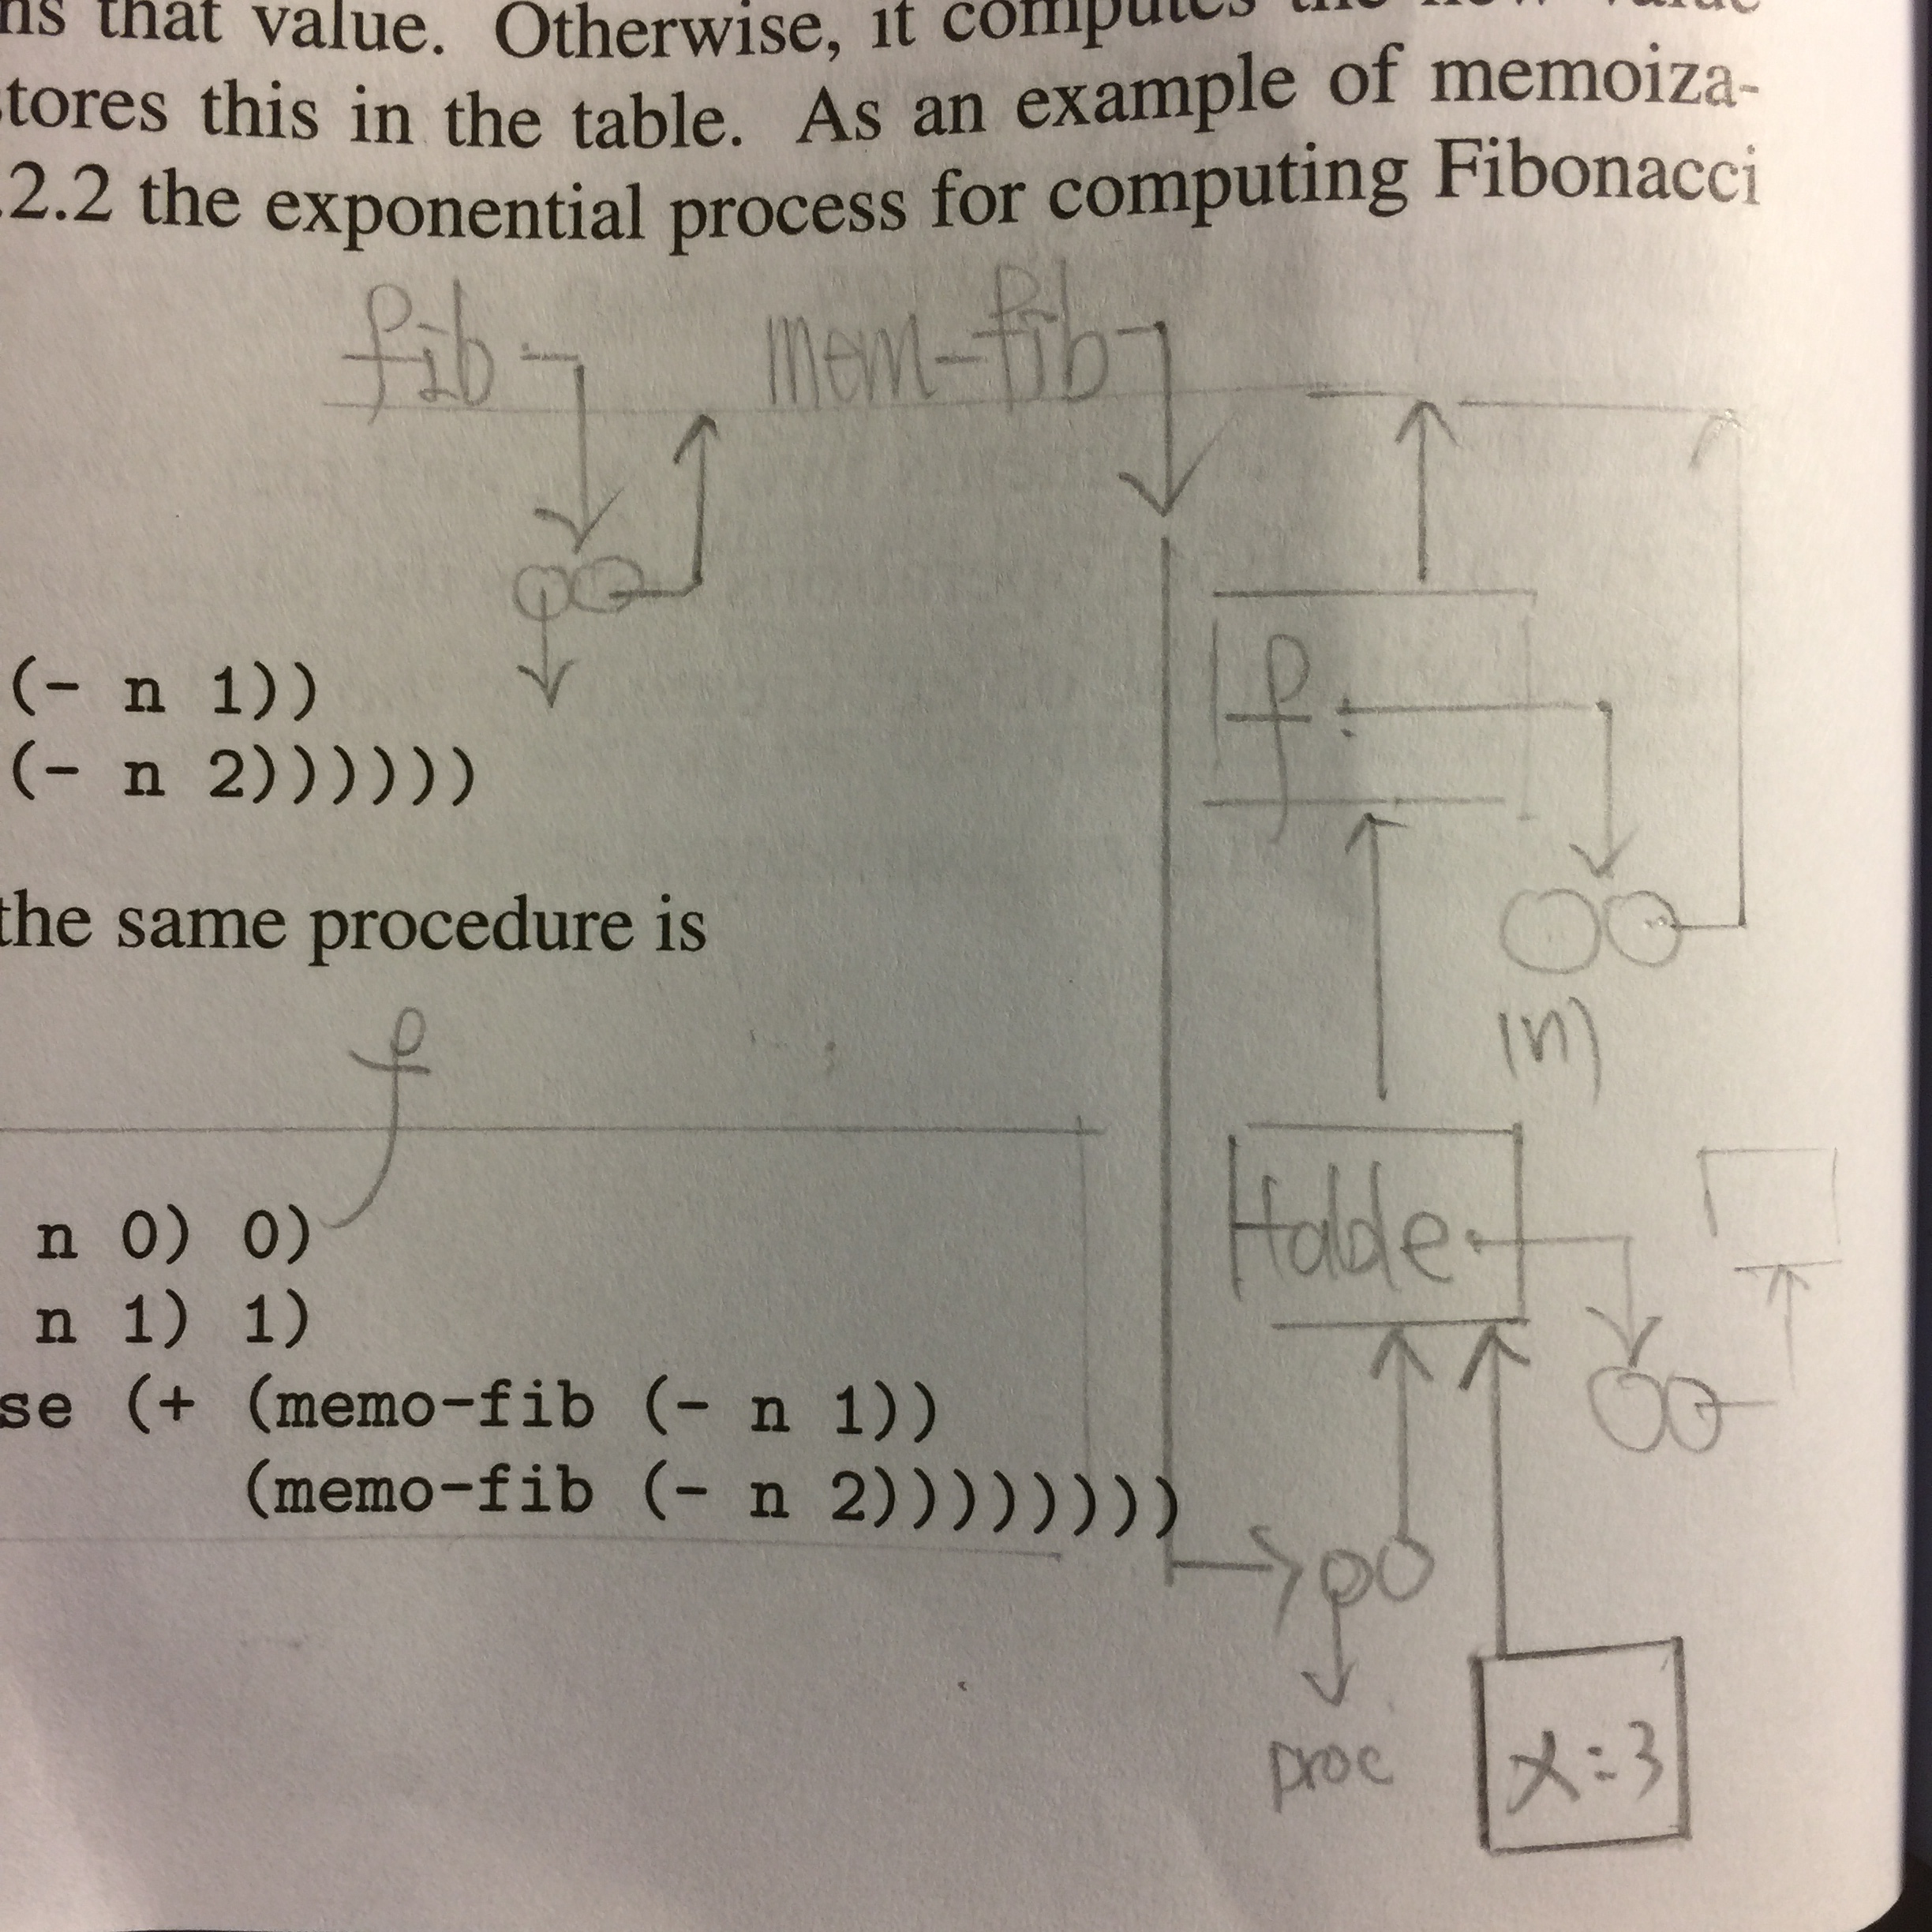 ns that value. Otherwise, it computes the new value
tores this in the table. As an example of memoiza-
.2.2 the exponential process for computing Fibonacci
fib mem-fib
(- n 1))
f
(- n 2))))))
the same procedure is
(n)
f
table
n 0) 0)
n 1) 1)
se (+ (memo-fib (- n 1))
(memo-fib (- n 2))))))))
proc
x=3